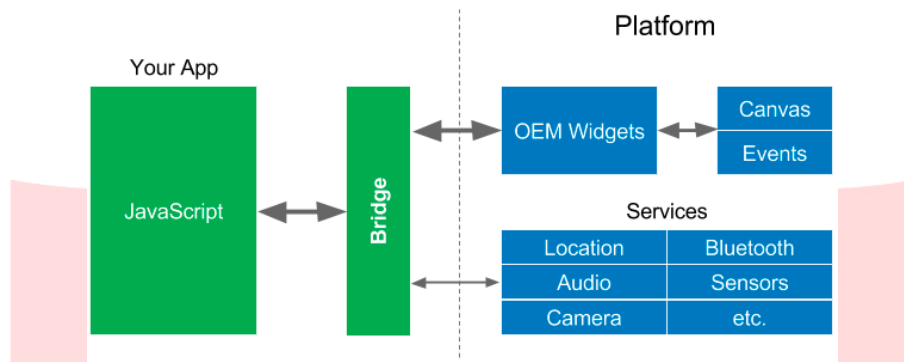 Platform
Your App
JavaScript
Bridge
OEM Widgets
Canvas
Events
Services
Location
Bluetooth
Audio
Sensors
Camera
etc.